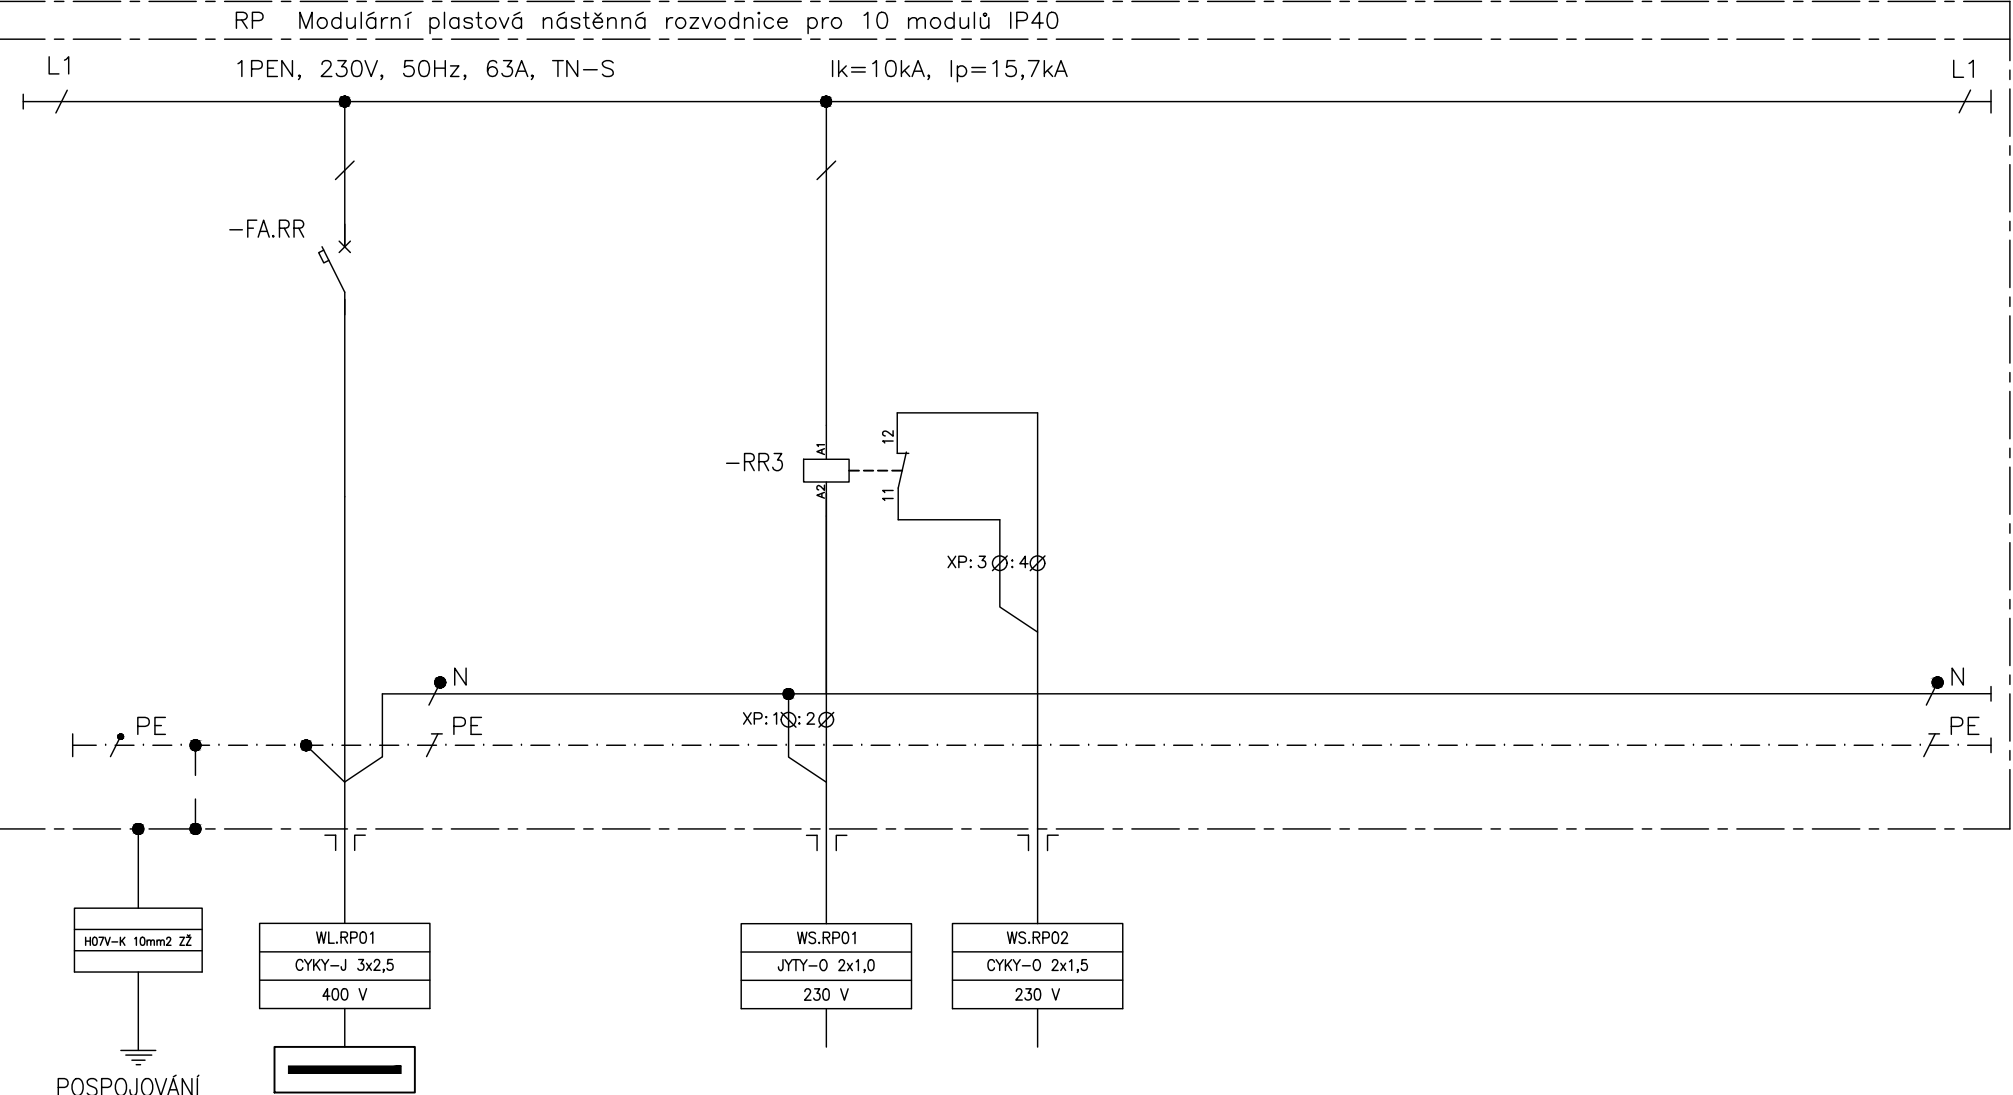 RP Modulární plastová nástěnná rozvodnice pro 10 modulů IP40
L1 1PEN, 230V, 50Hz, 63A, TN-S Ik=10kA, Ip=15,7kA L1
-FA.RR
-RR3
A1
A2
12
11
XP: 3 : 4
N N
XP: 1 : 2
PE PE PE
H07V-K 10mm2 ZŽ
WL.RP01
CYKY-J 3x2,5
400 V
WS.RP01
JYTY-O 2x1,0
230 V
WS.RP02
CYKY-O 2x1,5
230 V
POSPOJOVÁNÍ